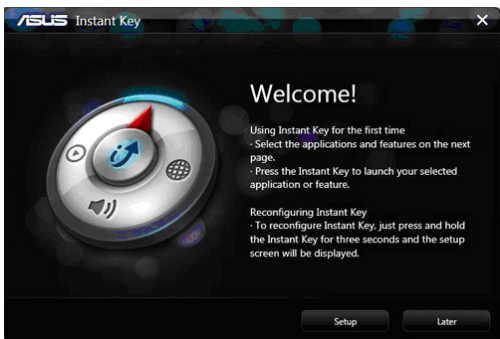 ASUS Instant Key
Welcome!
Using Instant Key for the first time
· Select the applications and features on the next
page.
· Press the Instant Key to launch your selected
application or feature.
Reconfiguring Instant Key
· To reconfigure Instant Key, just press and hold
the Instant Key for three seconds and the setup
screen will be displayed.
Setup Later